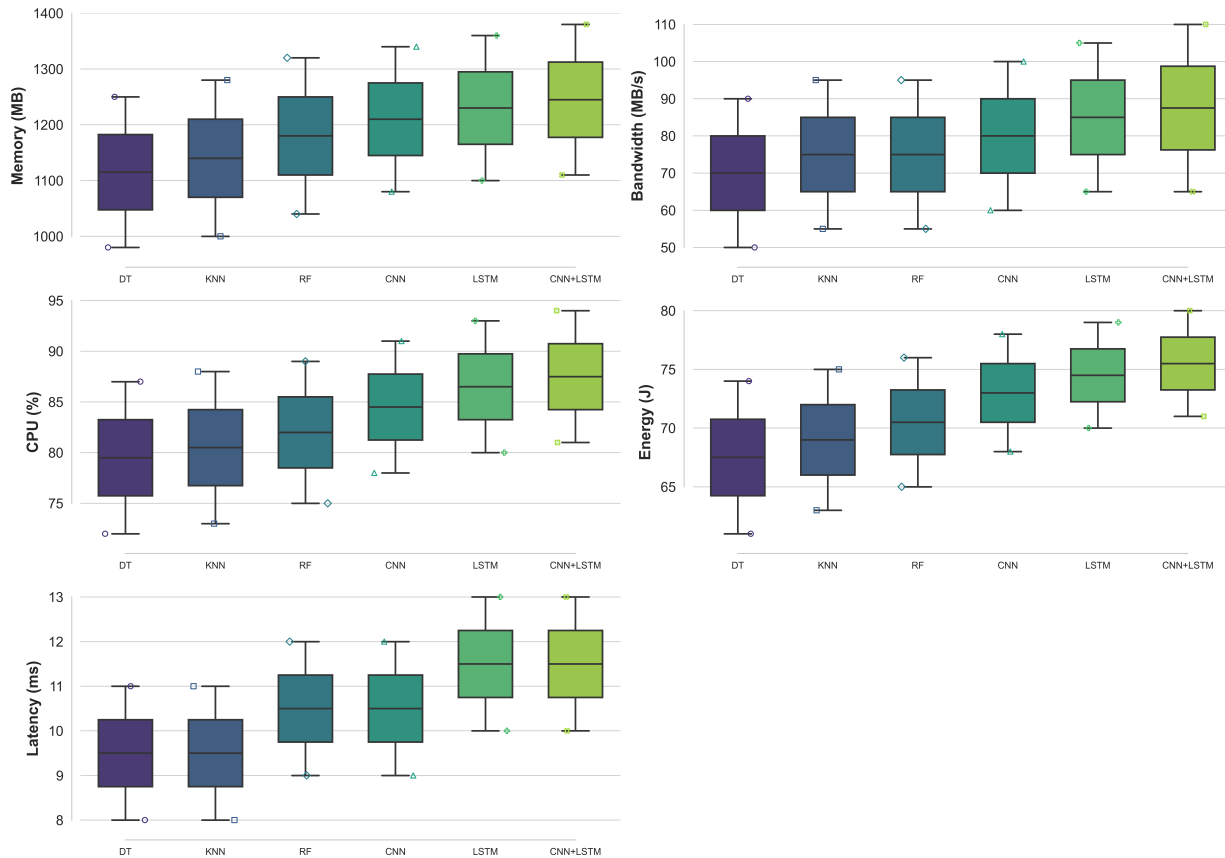 Memory (MB)
1400
1300
1200
1100
1000
DT KNN RF CNN LSTM CNN+LSTM
Bandwidth (MB/s)
110
100
90
80
70
60
50
DT KNN RF CNN LSTM CNN+LSTM
CPU (%)
95
90
85
80
75
DT KNN RF CNN LSTM CNN+LSTM
Energy (J)
80
75
70
65
DT KNN RF CNN LSTM CNN+LSTM
Latency (ms)
13
12
11
10
9
8
DT KNN RF CNN LSTM CNN+LSTM